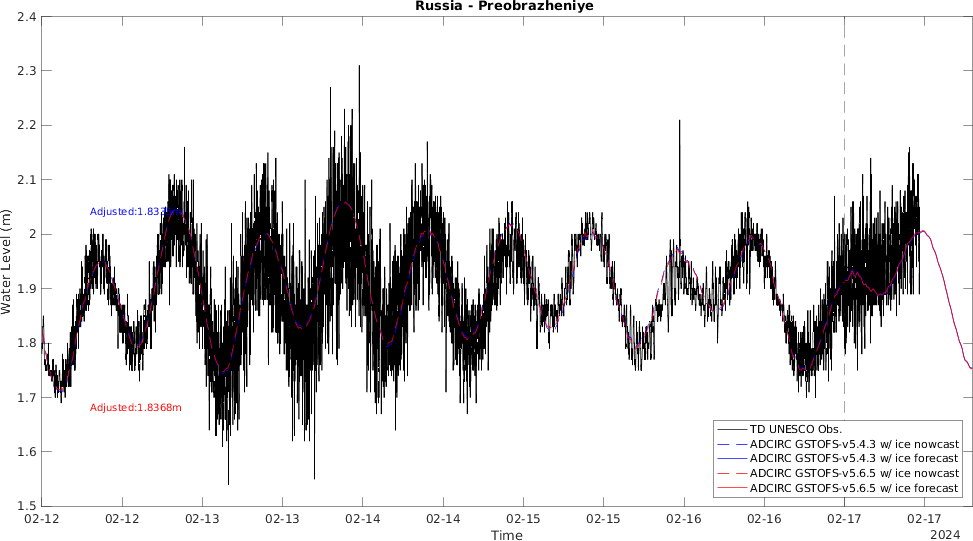 Russia - Preobrazheniye
Water Level (m)
2.4
2.3
2.2
2.1
2
1.9
1.8
1.7
1.6
1.5
Adjusted:1.8
Adjusted:1.8368m
TD UNESCO Obs.
ADCIRC GSTOFS-v5.4.3 w/ ice nowcast
ADCIRC GSTOFS-v5.4.3 w/ ice forecast
ADCIRC GSTOFS-v5.6.5 w/ ice nowcast
ADCIRC GSTOFS-v5.6.5 w/ ice forecast
02-12 02-12 02-13 02-13 02-14 02-14 02-15 02-15 02-16 02-16 02-17 02-17
Time
2024